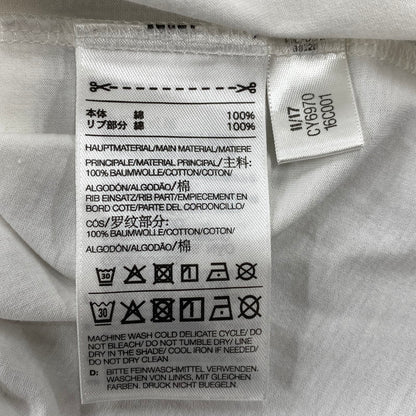 本体 綿 100%
リブ部分 綿 100%
HAUPTMATERIAL/MAIN MATERIAL/MATIERE
PRINCIPALE/MATERIAL PRINCIPAL/主料:
100% BAUMWOLLE/COTTON/COTON/
ALGODÓN/ALGODÃO/棉
RIB EINSATZ/RIB PART/EMPIECEMENT EN
BORD COTE/PARTE DEL CORDONCILLO/
CÓS/罗纹部分:
100% BAUMWOLLE/COTTON/COTON/
ALGODÓN/ALGODÃO/棉
30
30
MACHINE WASH COLD DELICATE CYCLE/ DO
NOT BLEACH/ DO NOT TUMBLE DRY/ LINE
DRY IN THE SHADE/ COOL IRON IF NEEDED/
DO NOT DRY CLEAN
D: BITTE FEINWASCHMITTEL VERWENDEN.
WASCHEN VON LINKS, MIT GLEICHEN
FARBEN. DRUCK NICHT BUEGELN.
11/17
CY6970
16C001